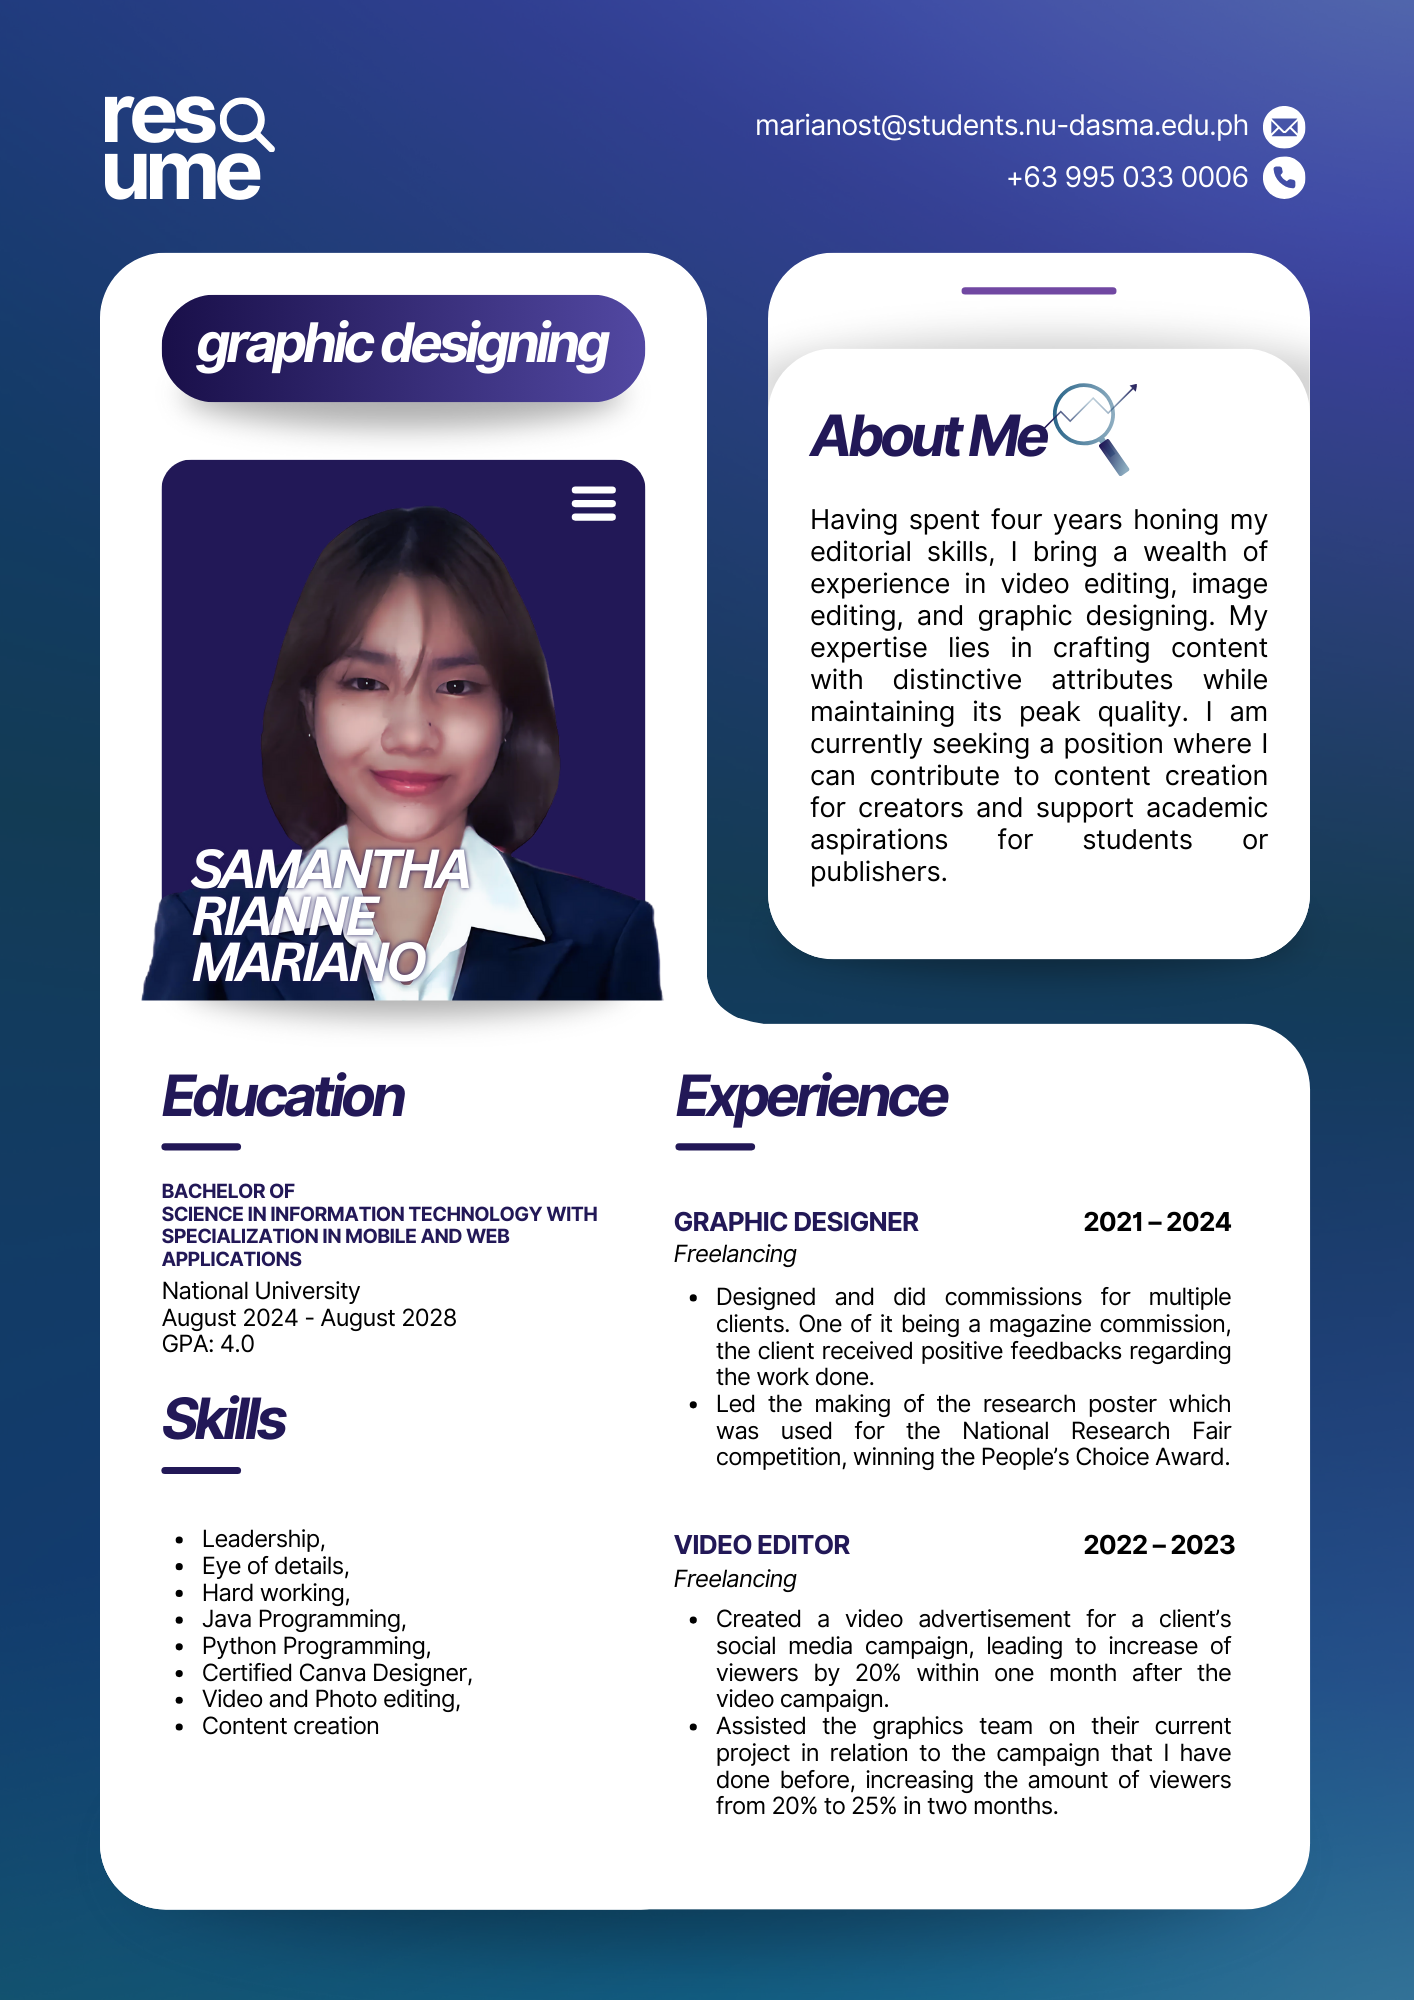 res
ume
marianost@students.nu-dasma.edu.ph
+63 995 033 0006
graphic designing
SAMANTHA
RIANNE
MARIANO
About Me
Having spent four years honing my
editorial skills, I bring a wealth of
experience in video editing, image
editing, and graphic designing. My
expertise lies in crafting content
with distinctive attributes while
maintaining its peak quality. I am
currently seeking a position where I
can contribute to content creation
for creators and support academic
aspirations for students or
publishers.
Education
BACHELOR OF
SCIENCE IN INFORMATION TECHNOLOGY WITH
SPECIALIZATION IN MOBILE AND WEB
APPLICATIONS
National University
August 2024 - August 2028
GPA: 4.0
Skills
• Leadership,
• Eye of details,
• Hard working,
• Java Programming,
• Python Programming,
• Certified Canva Designer,
• Video and Photo editing,
• Content creation
Experience
GRAPHIC DESIGNER 2021 – 2024
Freelancing
• Designed and did commissions for multiple
clients. One of it being a magazine commission,
the client received positive feedbacks regarding
the work done.
• Led the making of the research poster which
was used for the National Research Fair
competition, winning the People’s Choice Award.
VIDEO EDITOR 2022 – 2023
Freelancing
• Created a video advertisement for a client’s
social media campaign, leading to increase of
viewers by 20% within one month after the
video campaign.
• Assisted the graphics team on their current
project in relation to the campaign that I have
done before, increasing the amount of viewers
from 20% to 25% in two months.